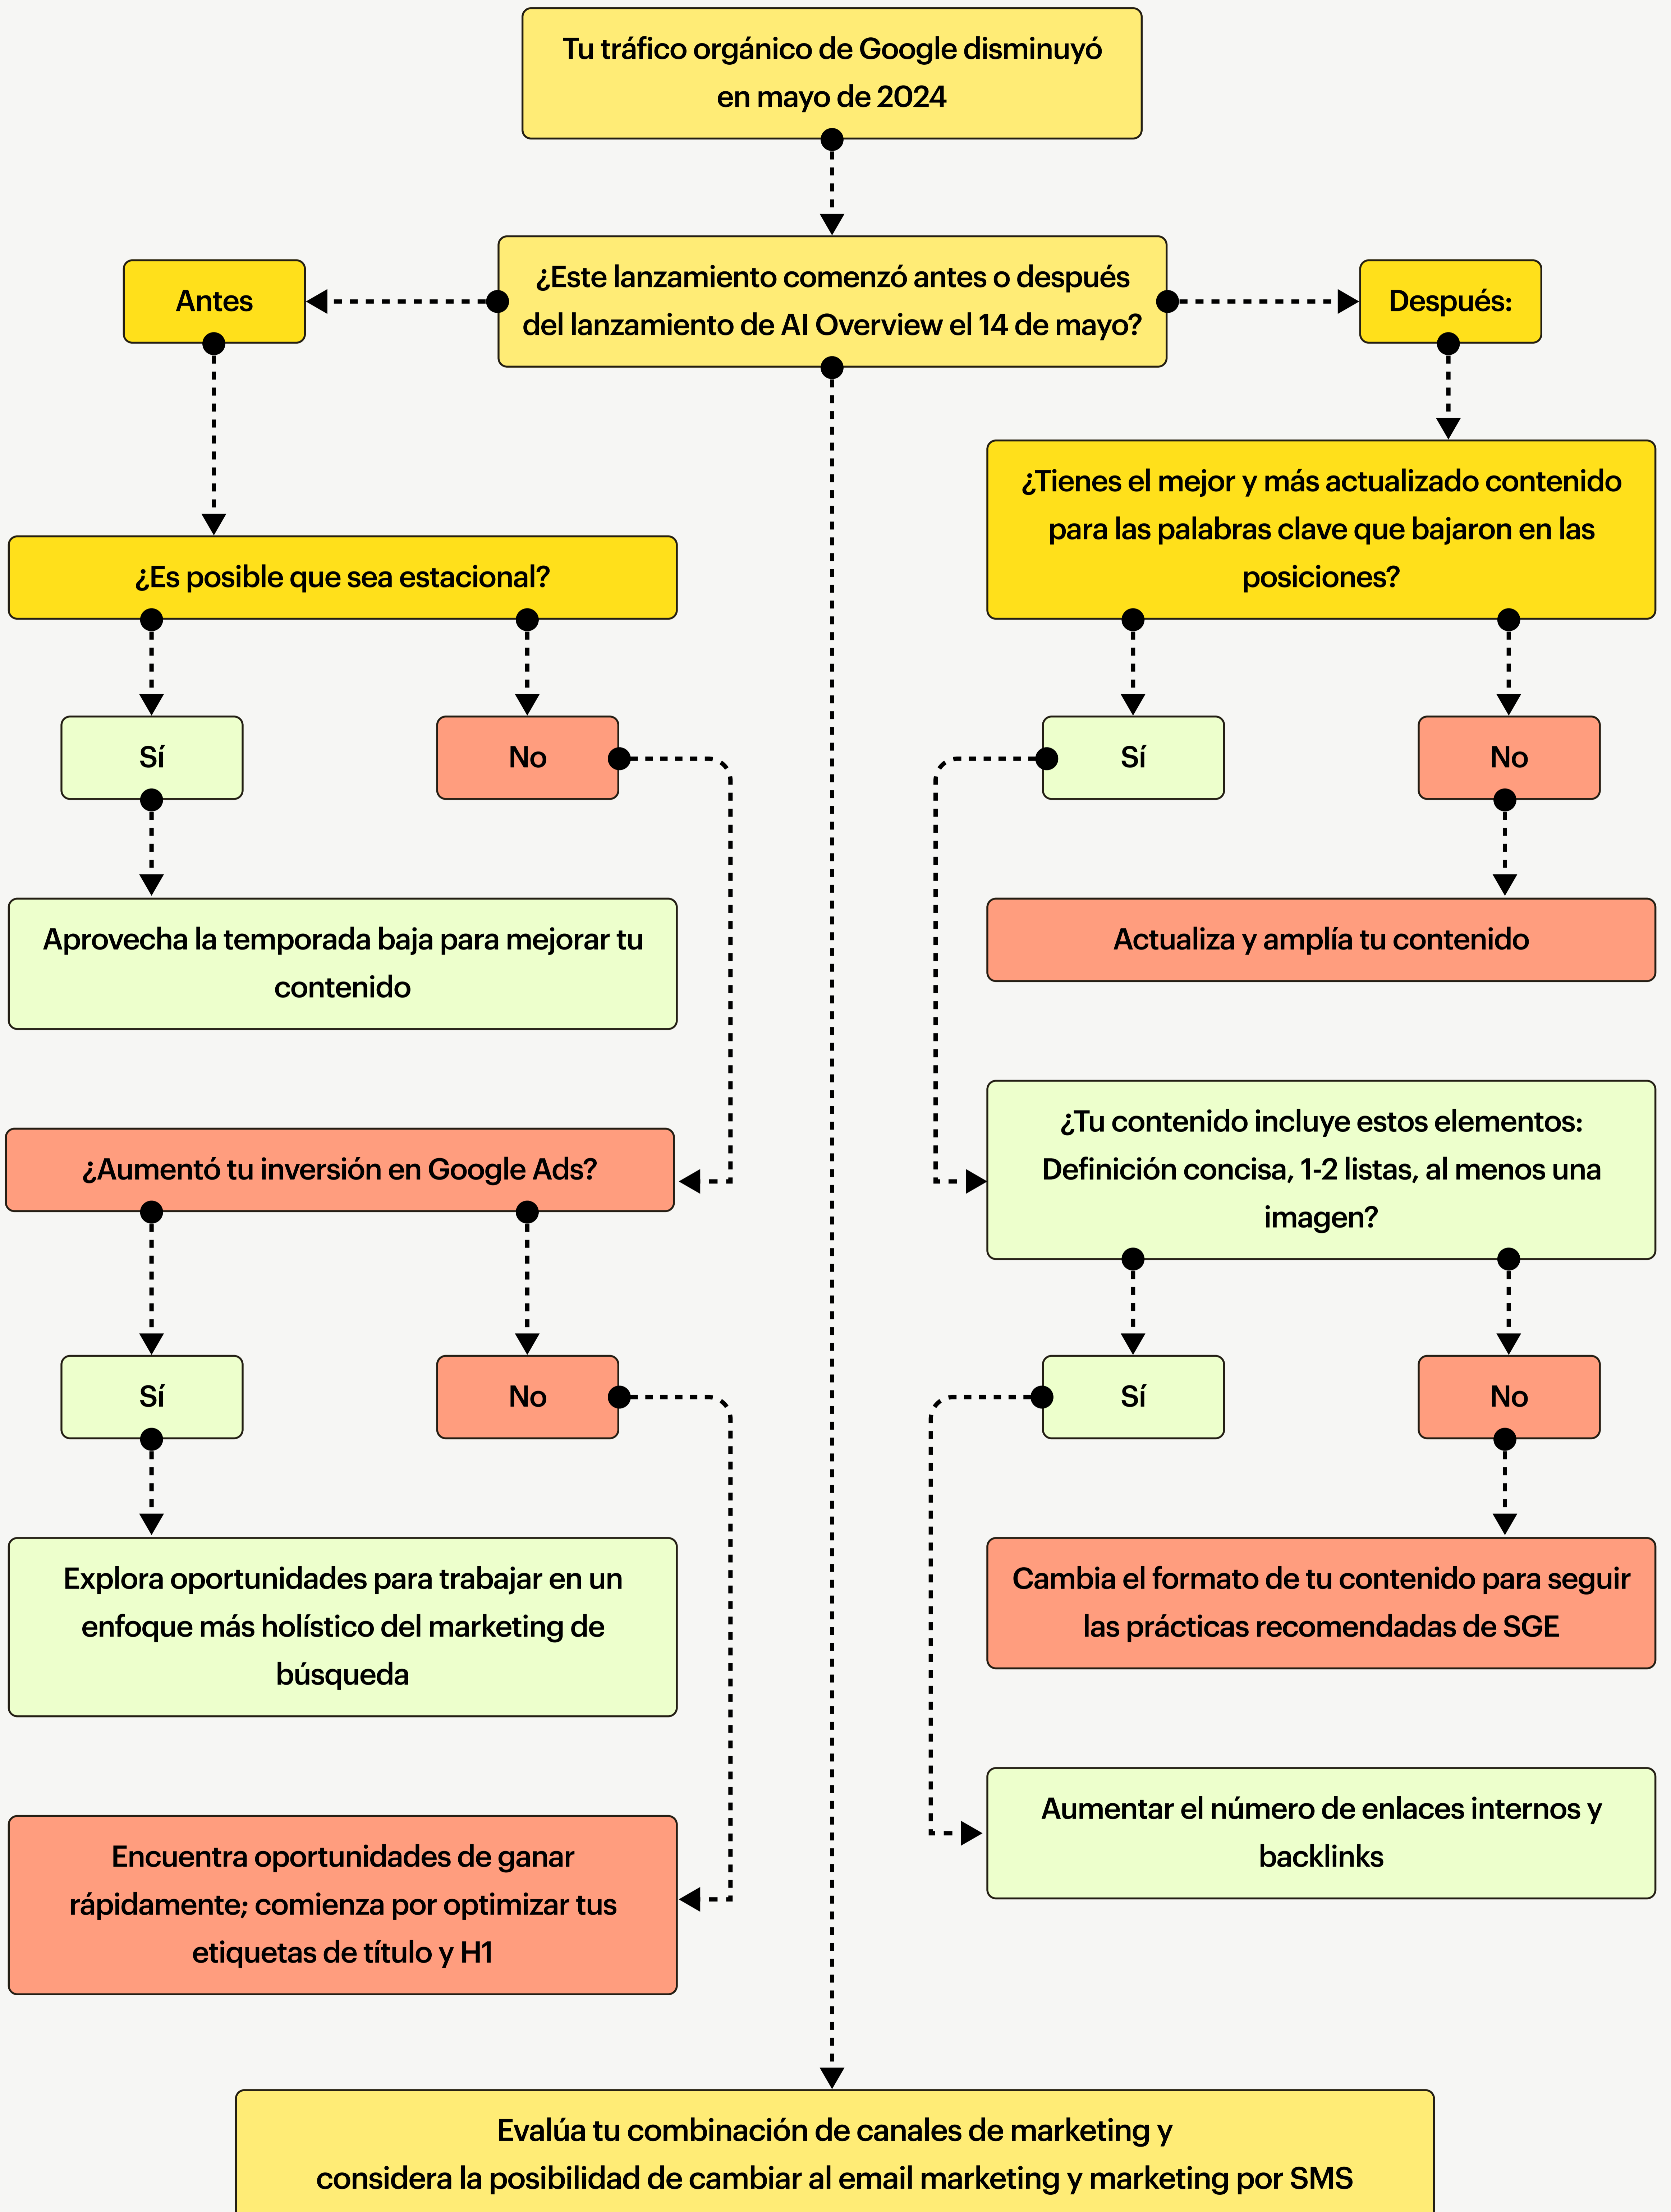 Tu tráfico orgánico de Google disminuyó
en mayo de 2024
¿Este lanzamiento comenzó antes o después
del lanzamiento de AI Overview el 14 de mayo?
Antes
Después:
¿Es posible que sea estacional?
Sí
No
Aprovecha la temporada baja para mejorar tu
contenido
¿Aumentó tu inversión en Google Ads?
Sí
No
Explora oportunidades para trabajar en un
enfoque más holístico del marketing de
búsqueda
Encuentra oportunidades de ganar
rápidamente; comienza por optimizar tus
etiquetas de título y H1
¿Tienes el mejor y más actualizado contenido
para las palabras clave que bajaron en las
posiciones?
Sí
No
Actualiza y amplía tu contenido
¿Tu contenido incluye estos elementos:
Definición concisa, 1-2 listas, al menos una
imagen?
Sí
No
Cambia el formato de tu contenido para seguir
las prácticas recomendadas de SGE
Aumentar el número de enlaces internos y
backlinks
Evalúa tu combinación de canales de marketing y
considera la posibilidad de cambiar al email marketing y marketing por SMS